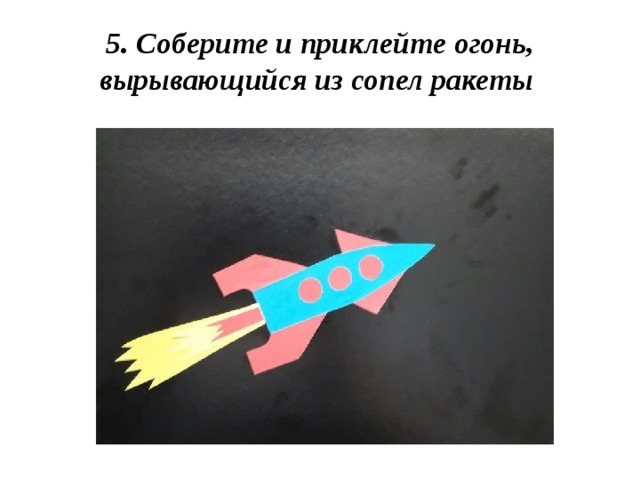 5. Соберите и приклейте огонь,
вырывающийся из сопел ракеты